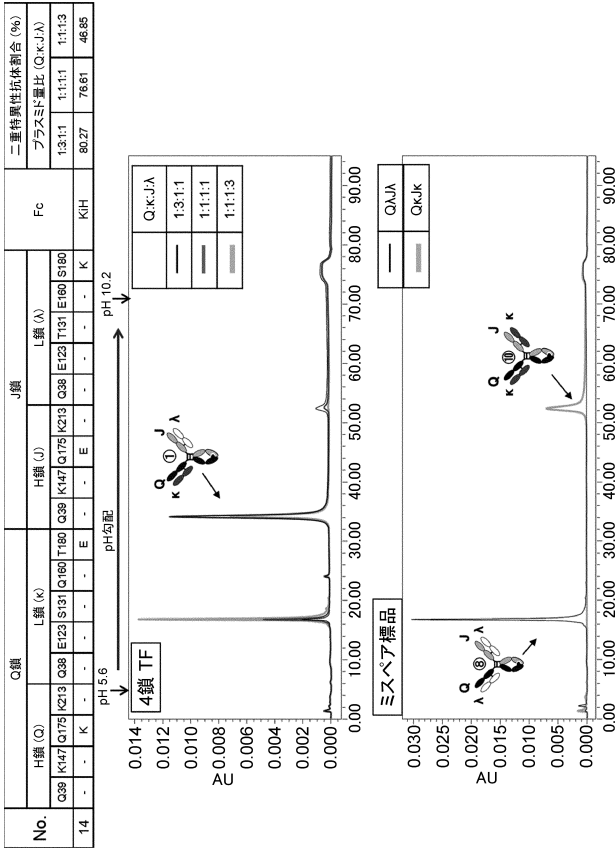 No. Q鎖 J鎖 Fc 二重特異性抗体割合 (%)
H鎖 (Q) L鎖 (κ) H鎖 (J) L鎖 (λ) プラスミド量比 (Q:κ:J:λ)
Q39 K147 Q175 K213 Q38 E123 S131 Q160 T180 Q39 K147 Q175 K213 Q38 E123 T131 E160 S180 1:3:1:1 1:1:1:1 1:1:1:3
14 - - K - - - - - E - - E - - - - - K KiH 80.27 76.61 46.85
pH 5.6 pH勾配 pH 10.2
4鎖 TF
Q:κ:J:λ
1:3:1:1
1:1:1:1
1:1:1:3
① Q κ J λ
AU
0.014
0.012
0.010
0.008
0.006
0.004
0.002
0.000
0.00 10.00 20.00 30.00 40.00 50.00 60.00 70.00 80.00 90.00
ミスペア標品
QλJλ
QκJκ
⑧ Q λ J λ
⑩ Q κ J κ
AU
0.030
0.025
0.020
0.015
0.010
0.005
0.000
0.00 10.00 20.00 30.00 40.00 50.00 60.00 70.00 80.00 90.00